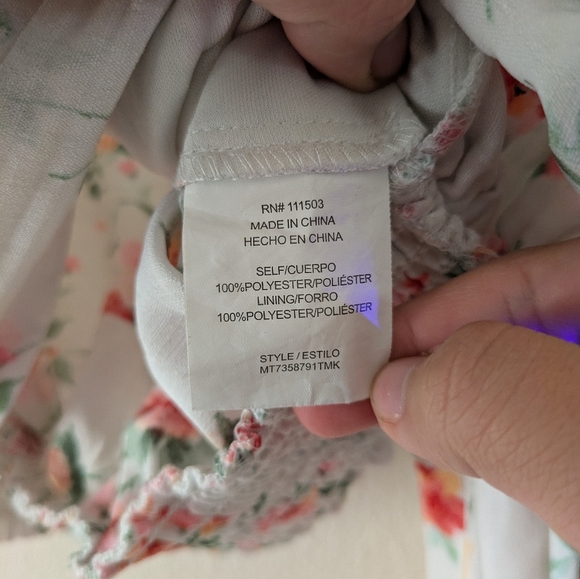 RN# 111503
MADE IN CHINA
HECHO EN CHINA
SELF/CUERPO
100%POLYESTER/POLIÉSTER
LINING/FORRO
100%POLYESTER/POLIÉSTER
STYLE / ESTILO
MT7358791TMK